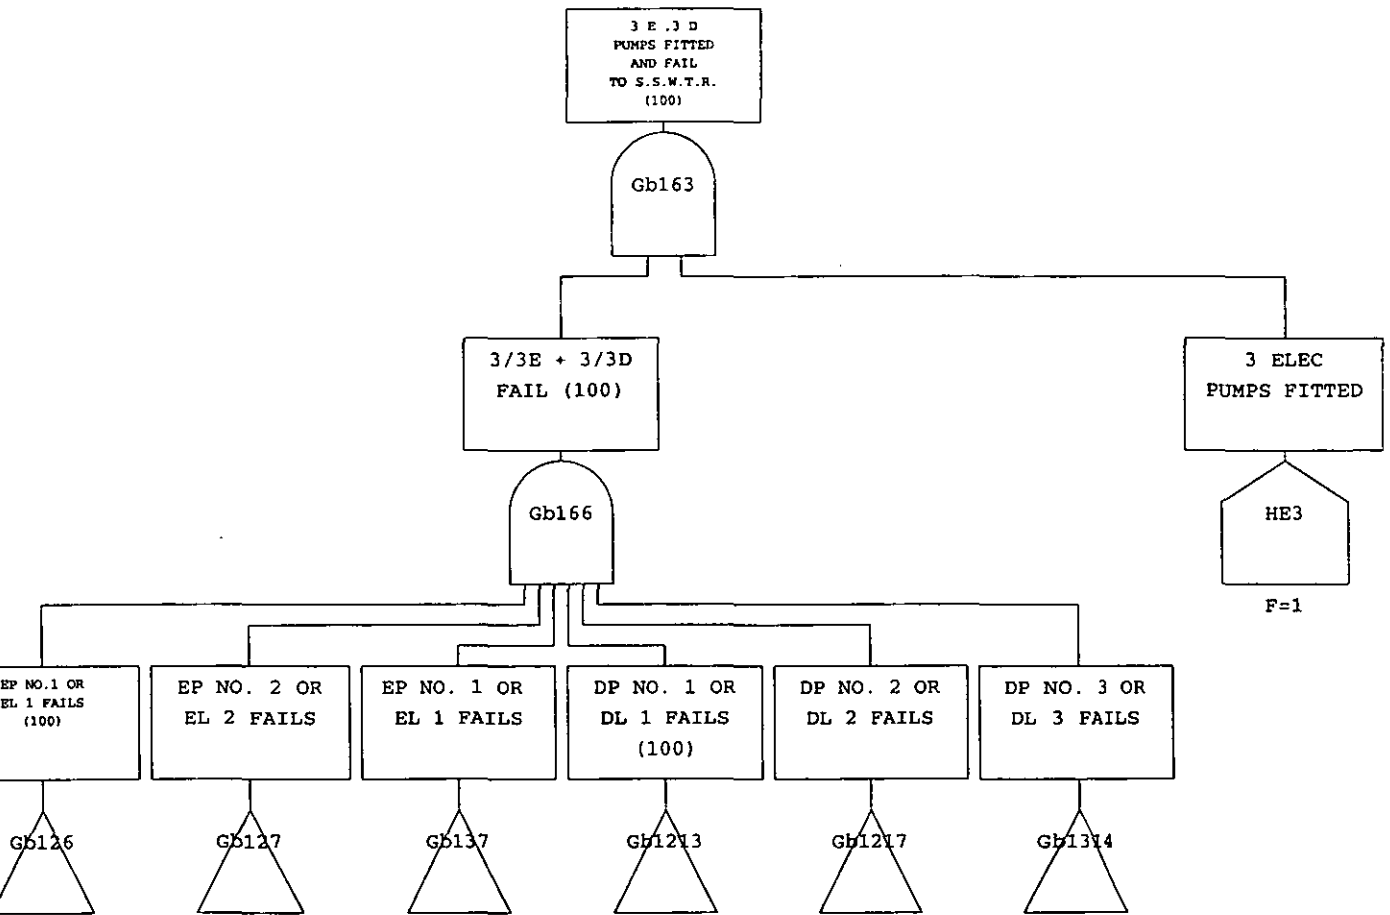 3 E .3 D
PUMPS FITTED
AND FAIL
TO S.S.W.T.R.
(100)
Gb163
3/3E + 3/3D
FAIL (100)
3 ELEC
PUMPS FITTED
Gb166
HE3
F=1
EP NO.1 OR
EL 1 FAILS
(100)
EP NO. 2 OR
EL 2 FAILS
EP NO. 1 OR
EL 1 FAILS
DP NO. 1 OR
DL 1 FAILS
(100)
DP NO. 2 OR
DL 2 FAILS
DP NO. 3 OR
DL 3 FAILS
Gb126
Gb127
Gb137
Gb1213
Gb1217
Gb1314